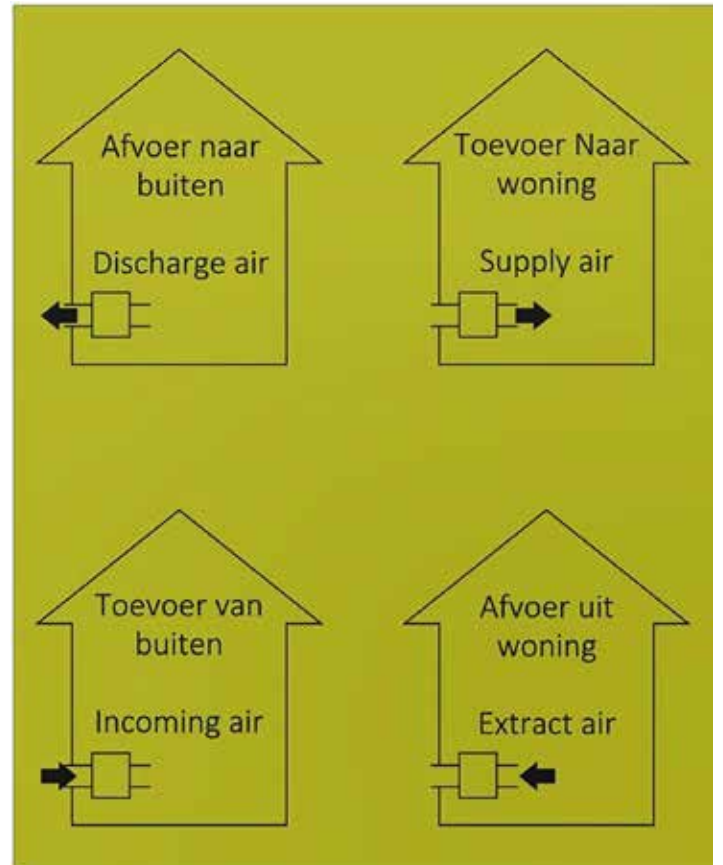 Afvoer naar
buiten
Discharge air
Toevoer Naar
woning
Supply air
Toevoer van
buiten
Incoming air
Afvoer uit
woning
Extract air